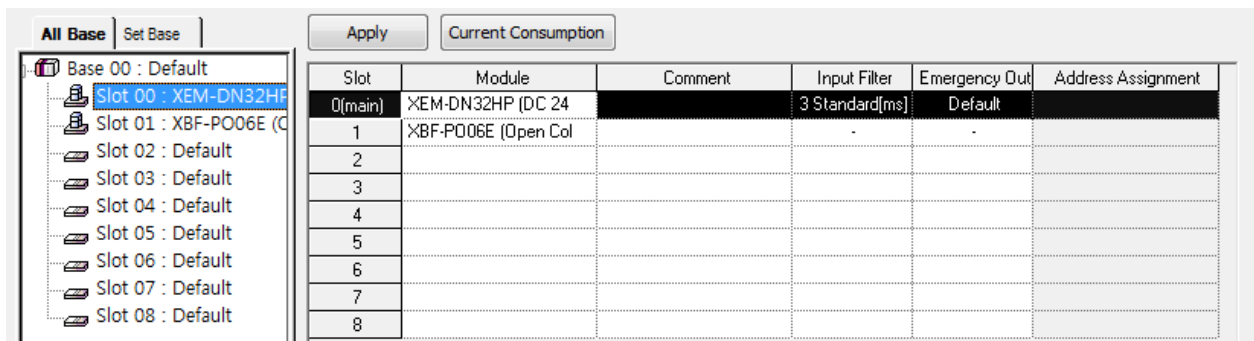 All Base Set Base
Apply Current Consumption
Base 00 : Default
Slot 00 : XEM-DN32HP
Slot 01 : XBF-PO06E (C
Slot 02 : Default
Slot 03 : Default
Slot 04 : Default
Slot 05 : Default
Slot 06 : Default
Slot 07 : Default
Slot 08 : Default
Slot Module Comment Input Filter Emergency Out Address Assignment
0(main) XEM-DN32HP (DC 24 3 Standard[ms] Default
1 XBF-PO06E (Open Col - -
2
3
4
5
6
7
8